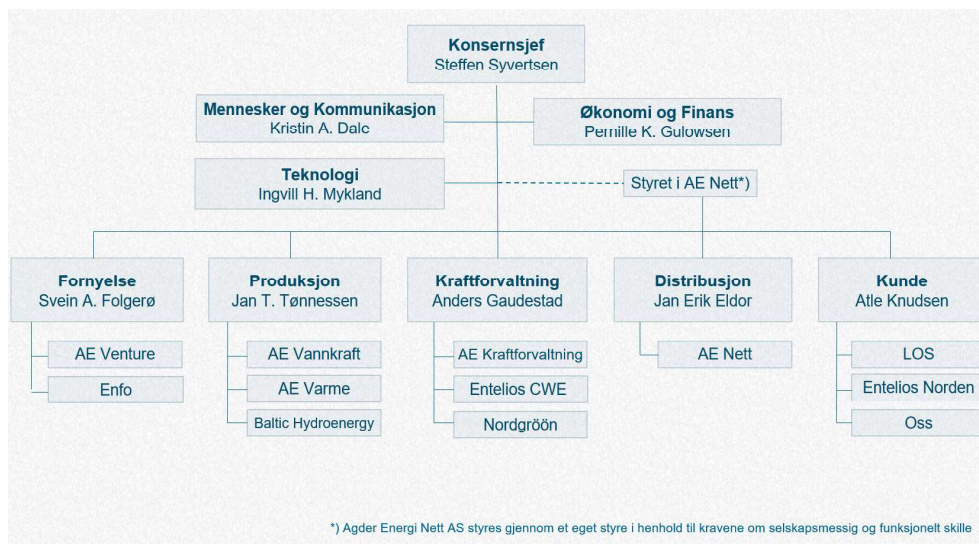 Konsernsjef
Steffen Syvertsen
Mennesker og Kommunikasjon
Kristin A. Dale
Økonomi og Finans
Pernille K. Gulowsen
Teknologi
Ingvill H. Mykland
Styret i AE Nett*)
Fornyelse
Svein A. Folgerø
AE Venture
Enfo
Produksjon
Jan T. Tønnessen
AE Vannkraft
AE Varme
Baltic Hydroenergy
Kraftforvaltning
Anders Gaudestad
AE Kraftforvaltning
Entelios CWE
Nordgröön
Distribusjon
Jan Erik Eldor
AE Nett
Kunde
Atle Knudsen
LOS
Entelios Norden
Oss
*) Agder Energi Nett AS styres gjennom et eget styre i henhold til kravene om selskapsmessig og funksjonelt skille